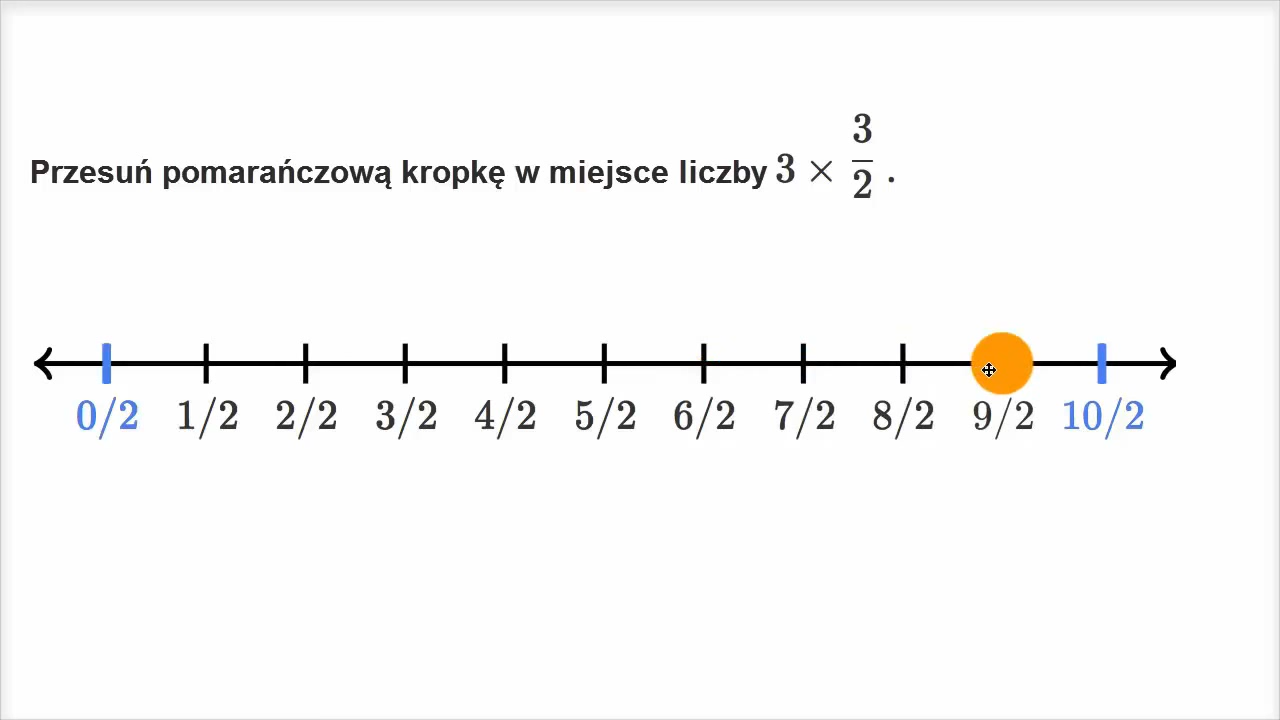 Przesuń pomarańczową kropkę w miejsce liczby 3 × 3/2 .
0/2 1/2 2/2 3/2 4/2 5/2 6/2 7/2 8/2 9/2 10/2